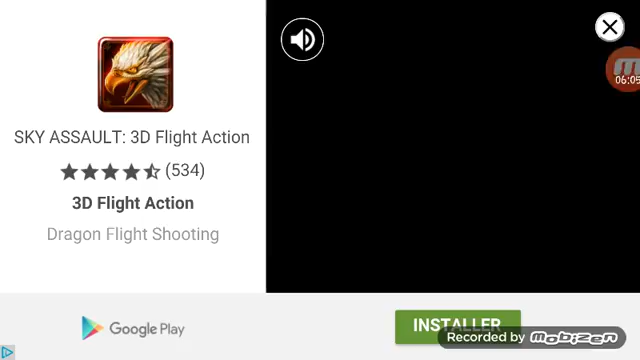 06:05
SKY ASSAULT: 3D Flight Action
(534)
3D Flight Action
Dragon Flight Shooting
Google Play
INSTALLER
Recorded by mobizen